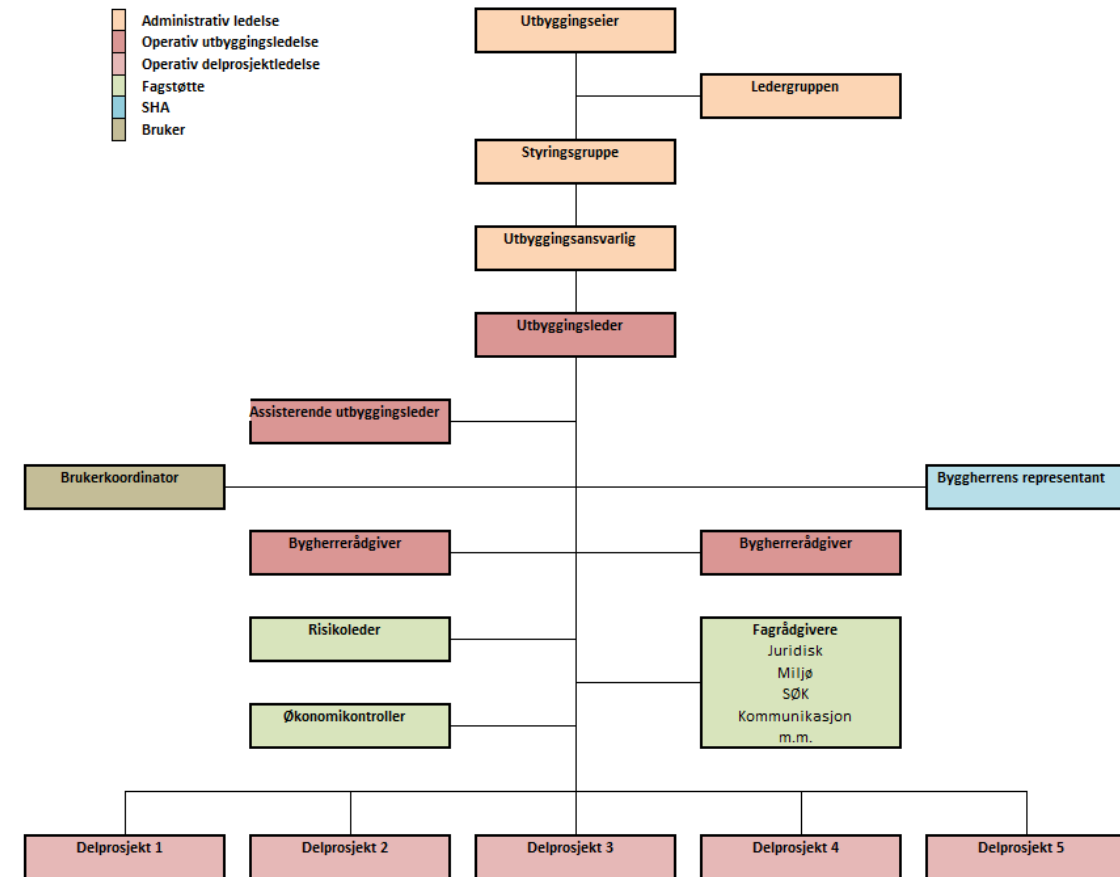 Administrativ ledelse
Operativ utbyggingsledelse
Operativ delprosjektledelse
Fagstøtte
SHA
Bruker
Utbyggingseier
Ledergruppen
Styringsgruppe
Utbyggingsansvarlig
Utbyggingsleder
Assisterende utbyggingsleder
Brukerkoordinator
Byggherrens representant
Bygherrerådgiver
Bygherrerådgiver
Risikoleder
Fagrådgivere
Juridisk
Miljø
SØK
Kommunikasjon
m.m.
Økonomikontroller
Delprosjekt 1
Delprosjekt 2
Delprosjekt 3
Delprosjekt 4
Delprosjekt 5